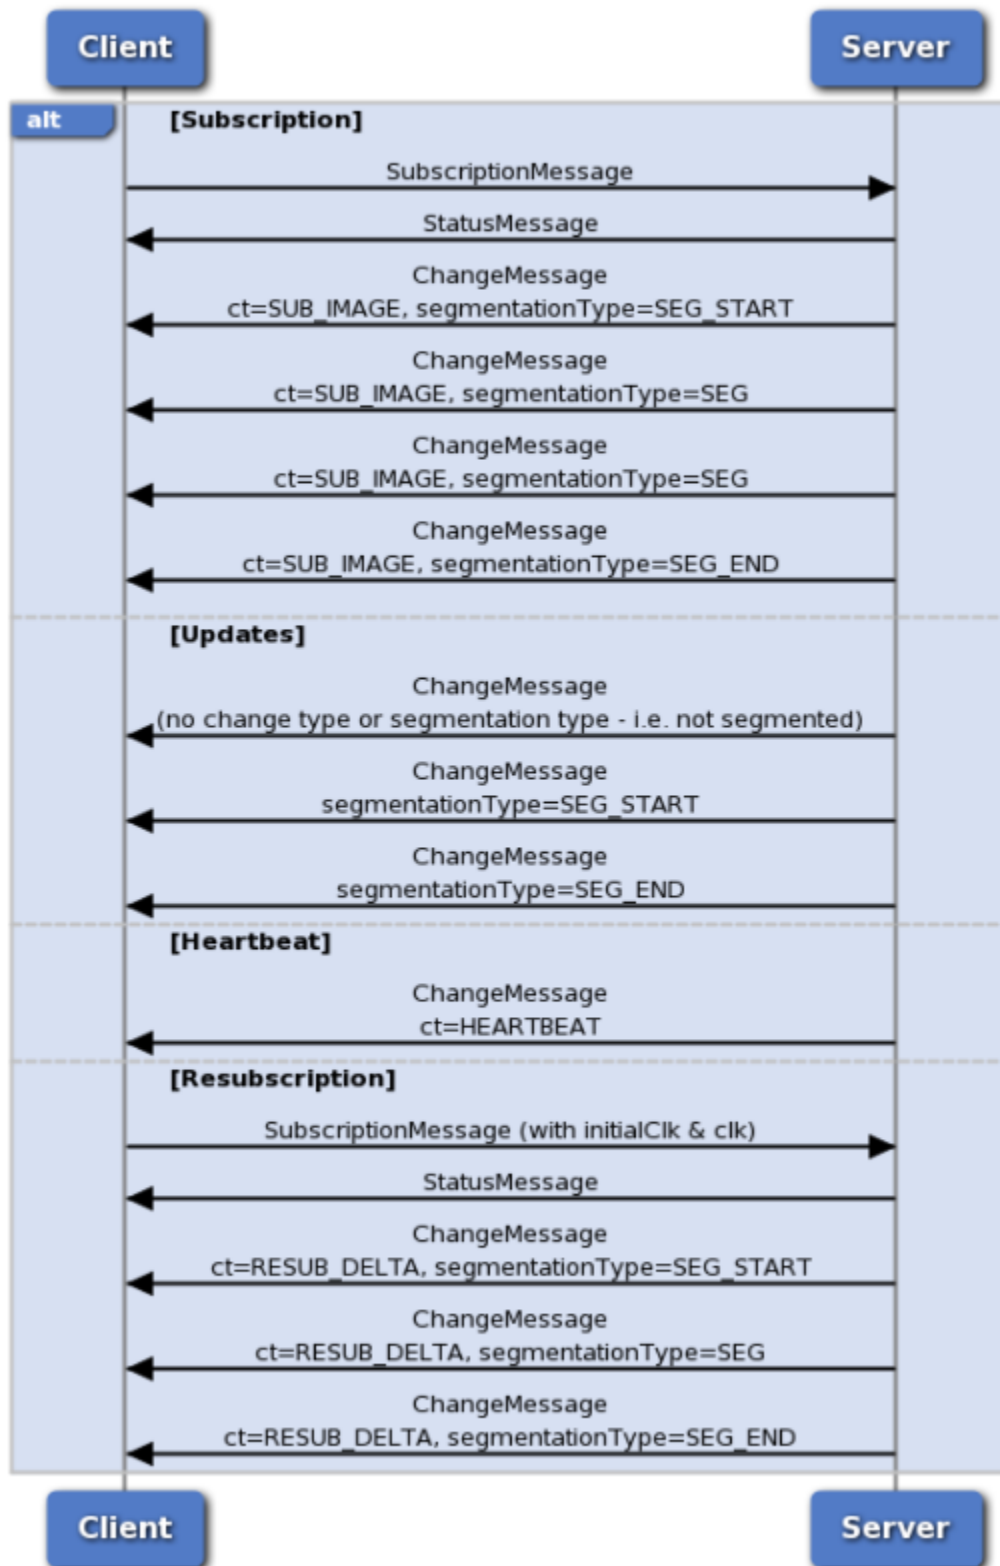 Client
Server
alt
[Subscription]
SubscriptionMessage
StatusMessage
ChangeMessage
ct=SUB_IMAGE, segmentationType=SEG_START
ChangeMessage
ct=SUB_IMAGE, segmentationType=SEG
ChangeMessage
ct=SUB_IMAGE, segmentationType=SEG
ChangeMessage
ct=SUB_IMAGE, segmentationType=SEG_END
[Updates]
ChangeMessage
(no change type or segmentation type - i.e. not segmented)
ChangeMessage
segmentationType=SEG_START
ChangeMessage
segmentationType=SEG_END
[Heartbeat]
ChangeMessage
ct=HEARTBEAT
[Resubscription]
SubscriptionMessage (with initialClk & clk)
StatusMessage
ChangeMessage
ct=RESUB_DELTA, segmentationType=SEG_START
ChangeMessage
ct=RESUB_DELTA, segmentationType=SEG
ChangeMessage
ct=RESUB_DELTA, segmentationType=SEG_END
Client
Server